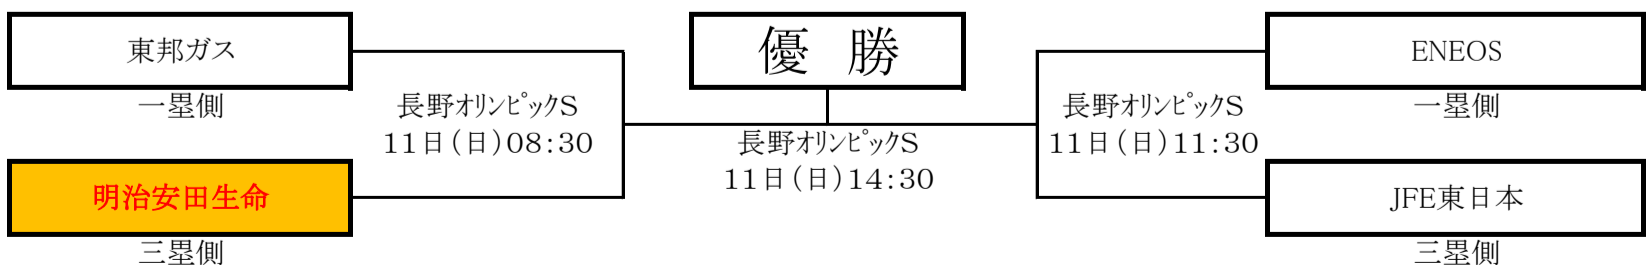 東邦ガス
一塁側
長野オリンピックS
11日(日)08:30
明治安田生命
三塁側
優 勝
長野オリンピックS
11日(日)14:30
ENEOS
一塁側
長野オリンピックS
11日(日)11:30
JFE東日本
三塁側